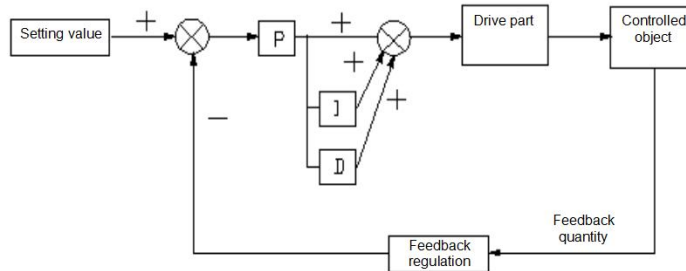 Setting value
+
+
P
+
+
Drive part
Controlled
object
−
I
D
Feedback
quantity
Feedback
regulation